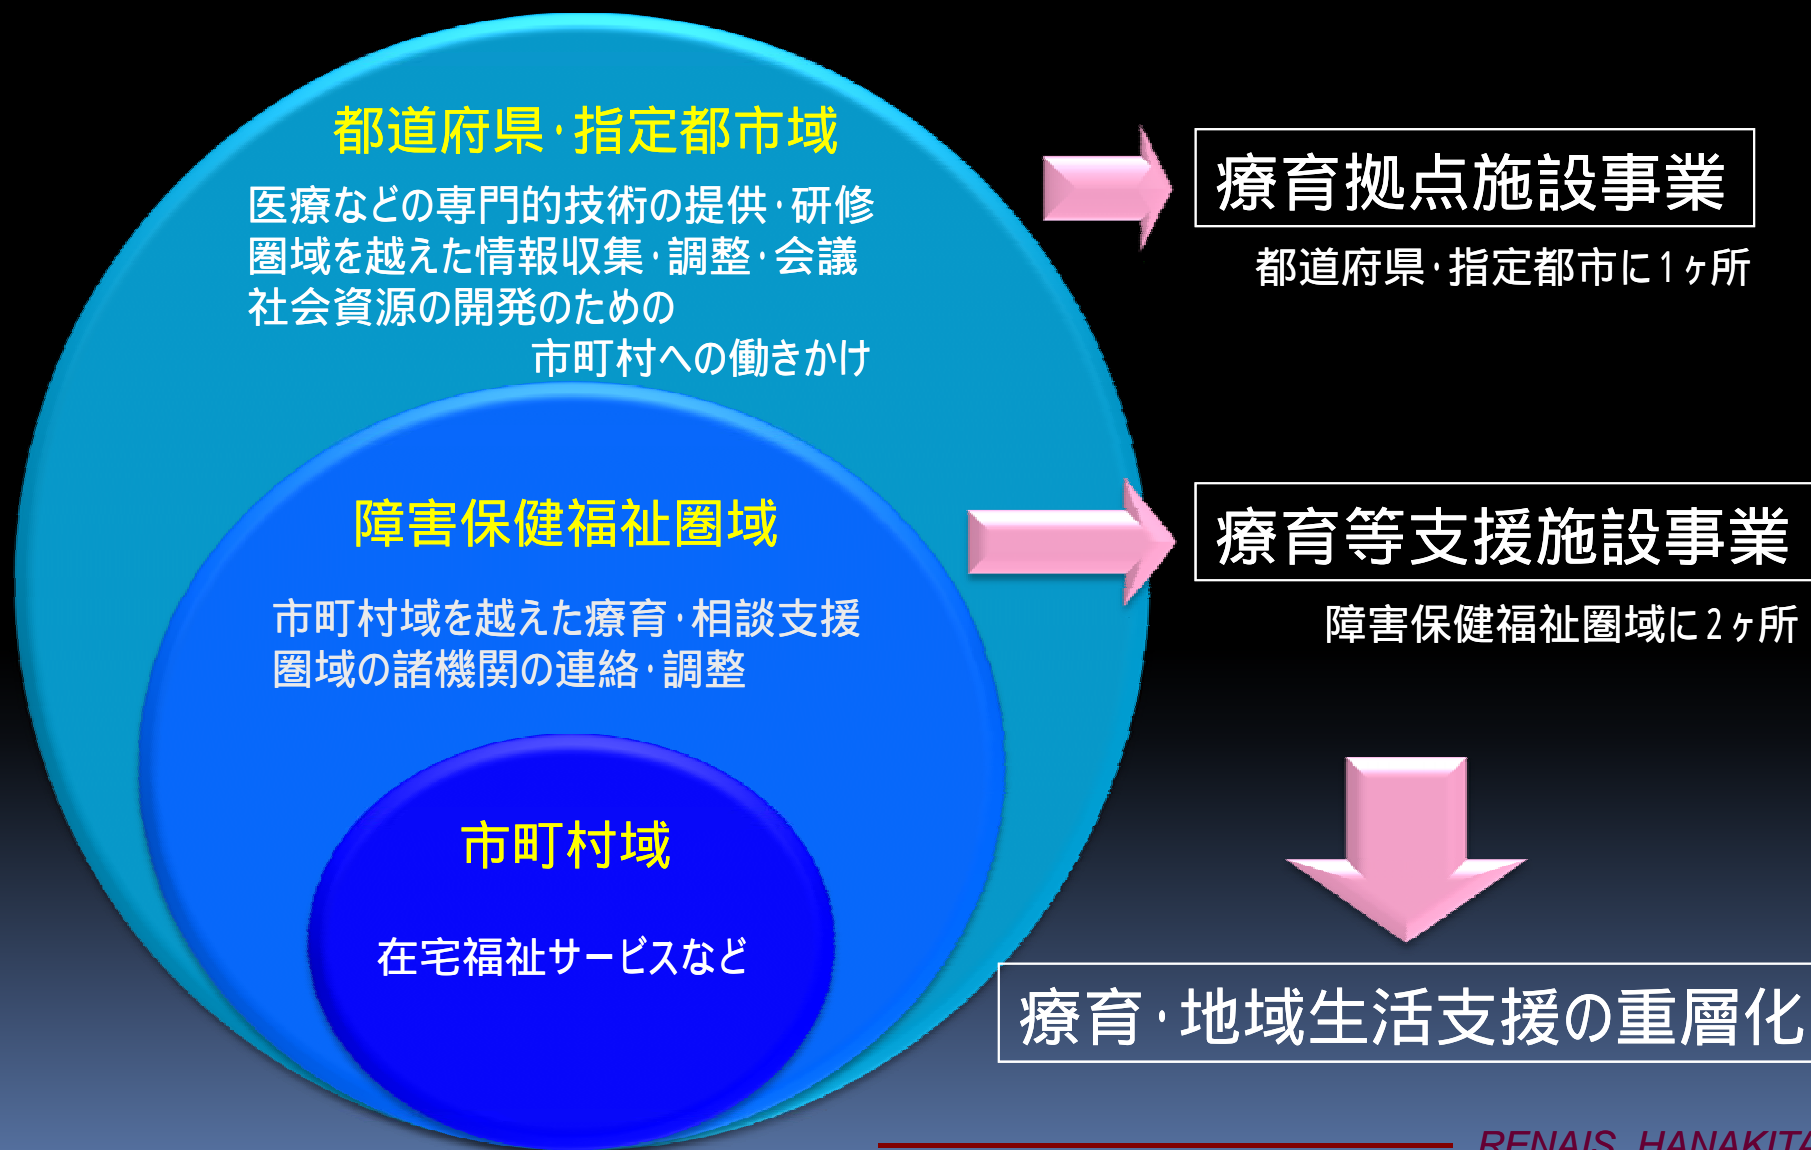 都道府県・指定都市域
医療などの専門的技術の提供・研修
圏域を越えた情報収集・調整・会議
社会資源の開発のための
市町村への働きかけ
療育拠点施設事業
都道府県・指定都市に1ヶ所
障害保健福祉圏域
市町村域を越えた療育・相談支援
圏域の諸機関の連絡・調整
療育等支援施設事業
障害保健福祉圏域に2ヶ所
市町村域
在宅福祉サービスなど
療育・地域生活支援の重層化
RENAIS HANAKITA